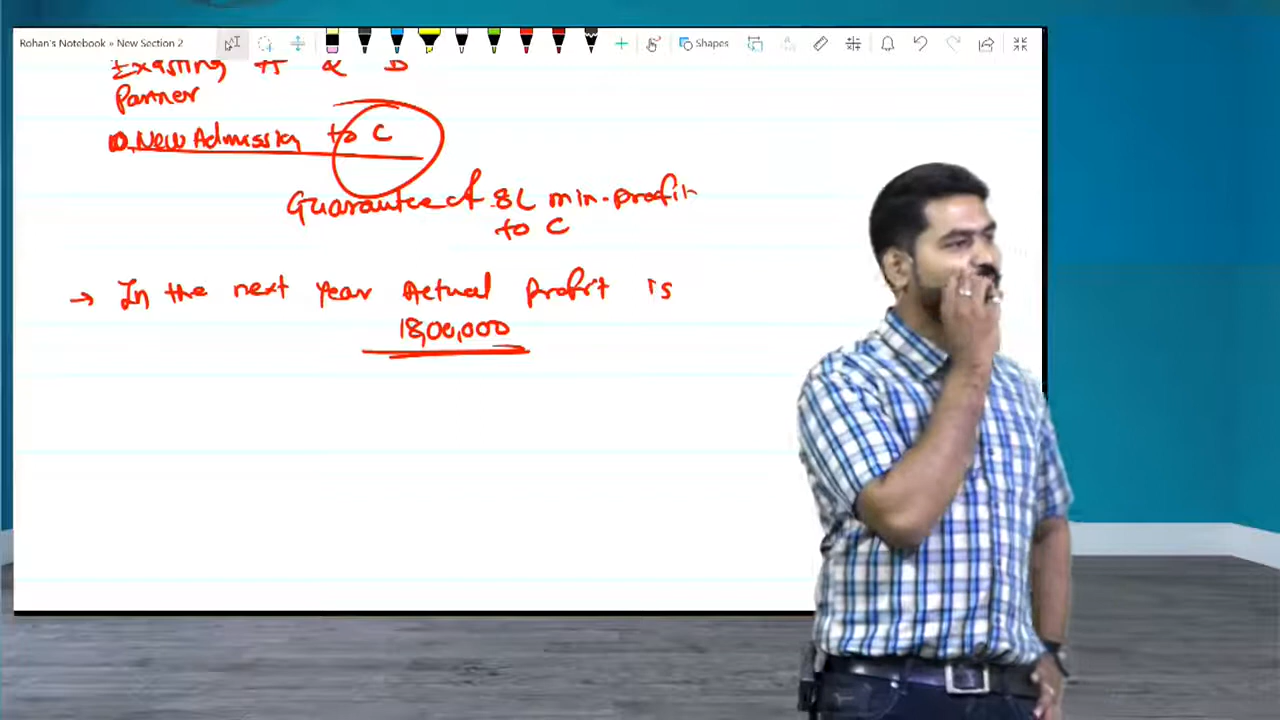 Rohan's Notebook » New Section 2
Shapes
Existing A & B
Partner
New Admission to C
Guarantee of 8L min. profit
to C
→ In the next year Actual profit is
18,00,000